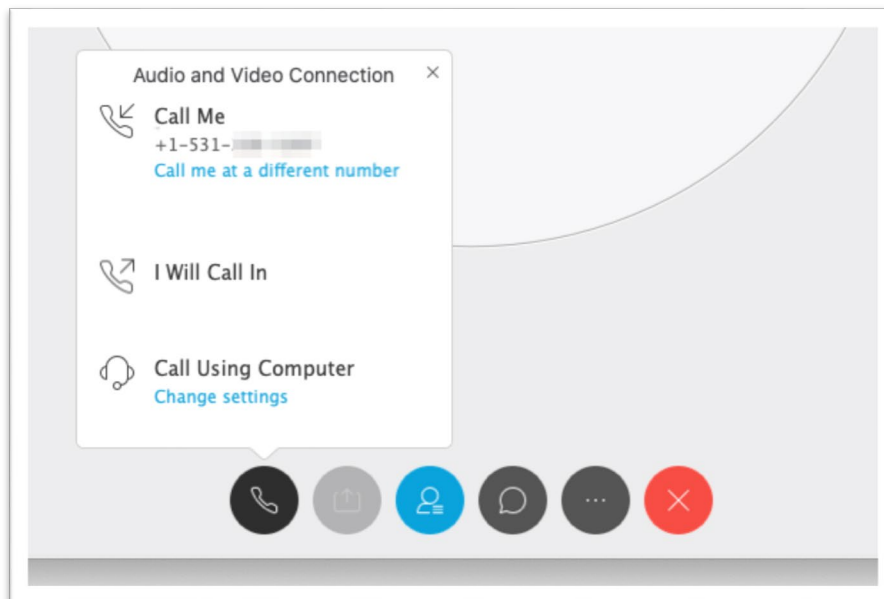 Audio and Video Connection
Call Me
+1-531-
Call me at a different number
I Will Call In
Call Using Computer
Change settings